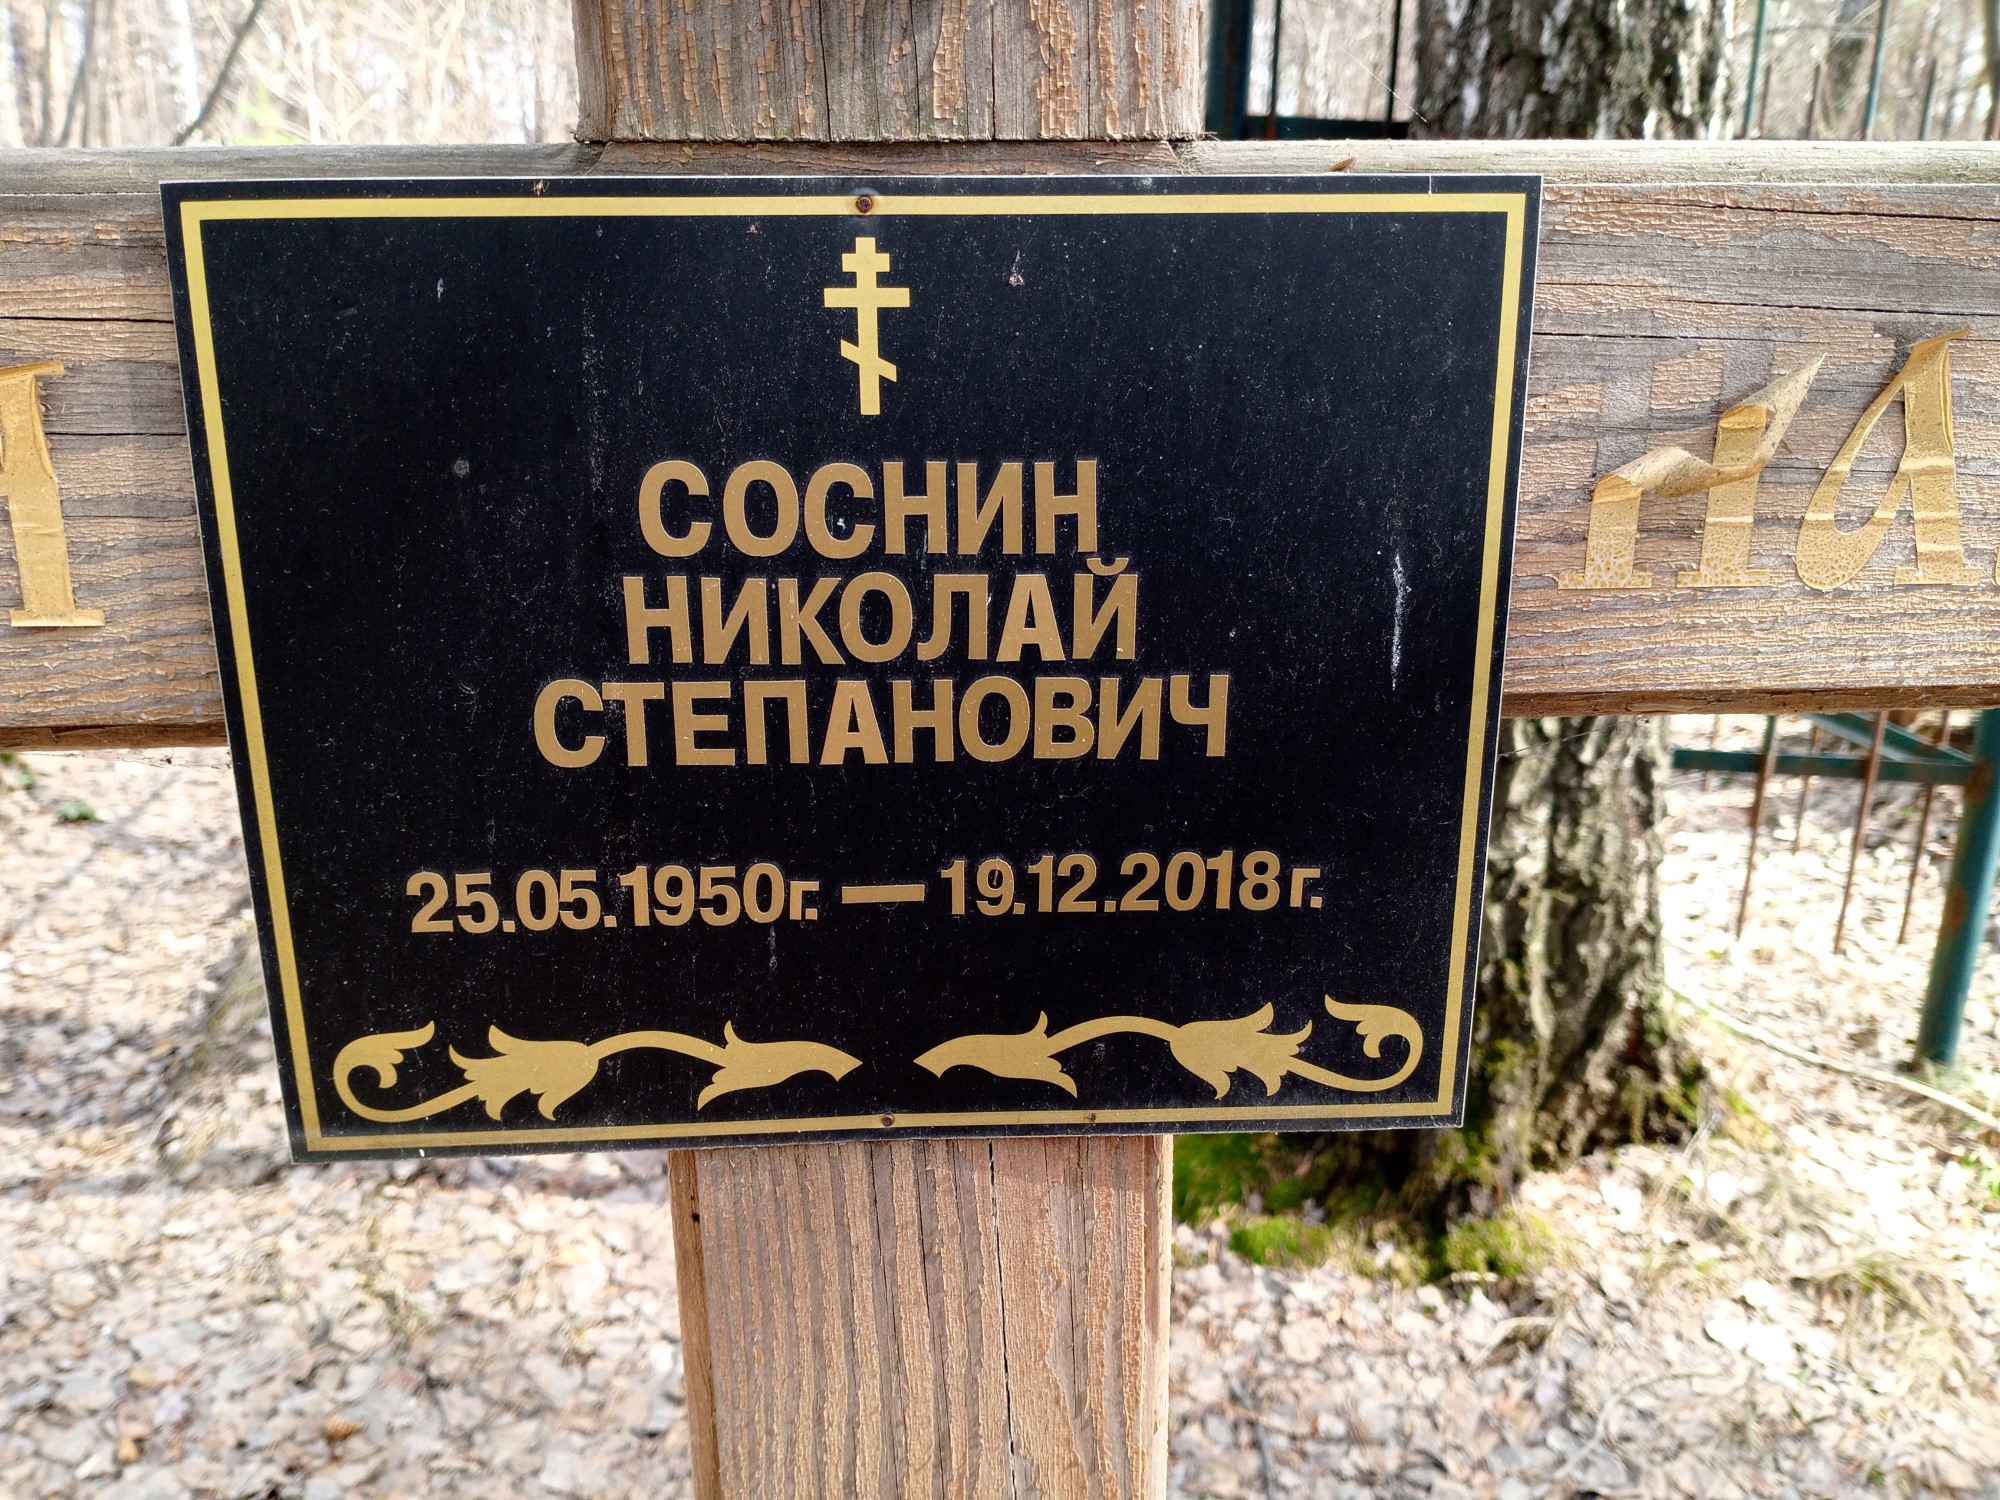 СОСНИН
НИКОЛАЙ
СТЕПАНОВИЧ
25.05.1950г. — 19.12.2018г.